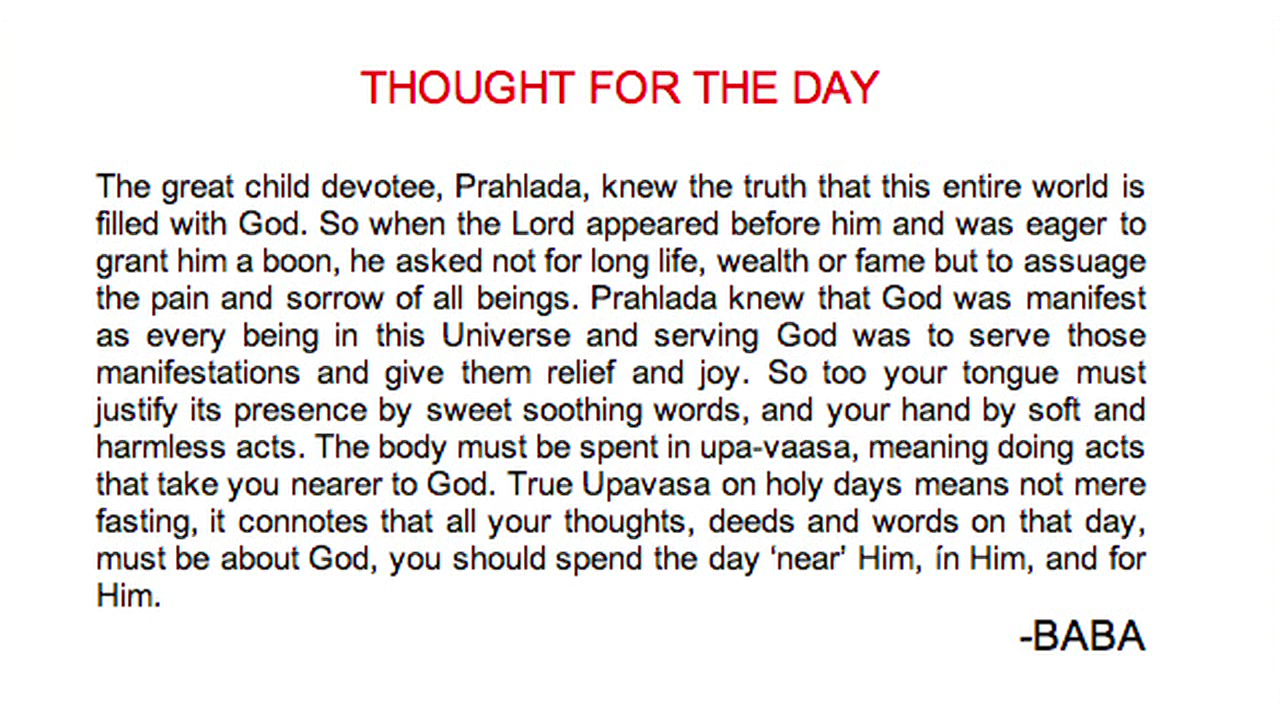 THOUGHT FOR THE DAY
The great child devotee, Prahlada, knew the truth that this entire world is
filled with God. So when the Lord appeared before him and was eager to
grant him a boon, he asked not for long life, wealth or fame but to assuage
the pain and sorrow of all beings. Prahlada knew that God was manifest
as every being in this Universe and serving God was to serve those
manifestations and give them relief and joy. So too your tongue must
justify its presence by sweet soothing words, and your hand by soft and
harmless acts. The body must be spent in upa-vaasa, meaning doing acts
that take you nearer to God. True Upavasa on holy days means not mere
fasting, it connotes that all your thoughts, deeds and words on that day,
must be about God, you should spend the day ‘near’ Him, ín Him, and for
Him.
-BABA